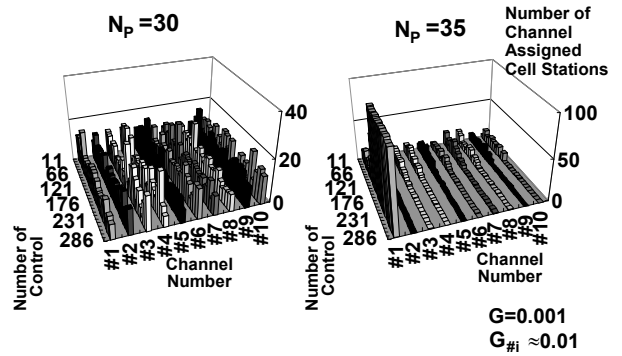 N_P =30
40
20
0
11
66
121
176
231
286
Number of
Control
#1
#2
#3
#4
#5
#6
#7
#8
#9
#10
Channel
Number
N_P =35
Number of
Channel
Assigned
Cell Stations
100
50
0
11
66
121
176
231
286
Number of
Control
#1
#2
#3
#4
#5
#6
#7
#8
#9
#10
Channel
Number
G=0.001
G_#i ≈0.01